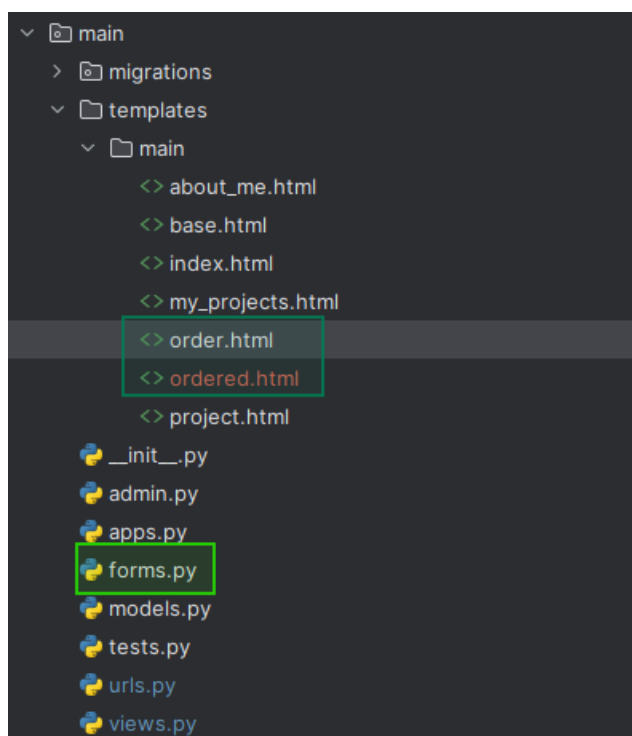 main
migrations
templates
main
<> about_me.html
<> base.html
<> index.html
<> my_projects.html
<> order.html
<> ordered.html
<> project.html
__init__.py
admin.py
apps.py
forms.py
models.py
tests.py
urls.py
views.py